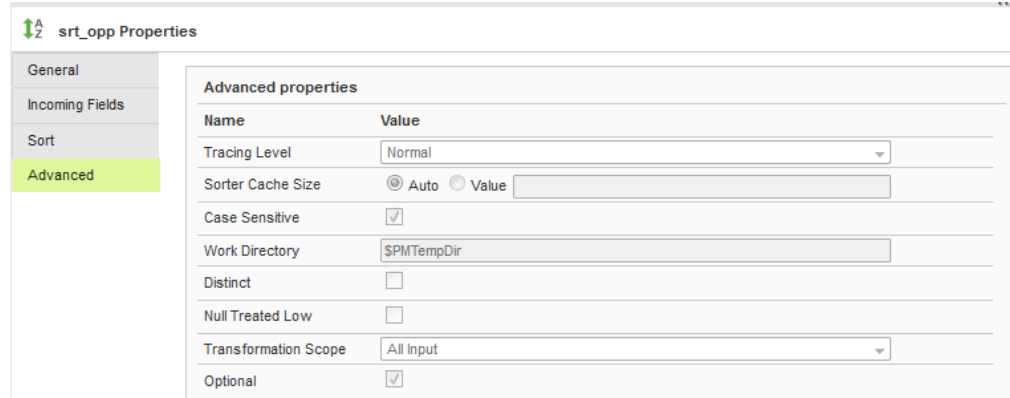 srt_opp Properties
General
Incoming Fields
Sort
Advanced
Advanced properties
Name Value
Tracing Level Normal
Sorter Cache Size Auto Value
Case Sensitive
Work Directory $PMTempDir
Distinct
Null Treated Low
Transformation Scope All Input
Optional